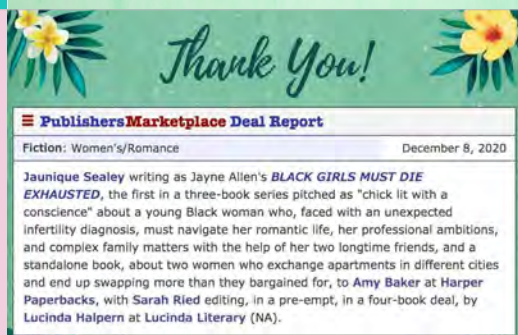 Thank You!
PublishersMarketplace Deal Report
Fiction: Women's/Romance December 8, 2020
Jaunique Sealey writing as Jayne Allen's BLACK GIRLS MUST DIE
EXHAUSTED, the first in a three-book series pitched as "chick lit with a
conscience" about a young Black woman who, faced with an unexpected
infertility diagnosis, must navigate her romantic life, her professional ambitions,
and complex family matters with the help of her two longtime friends, and a
standalone book, about two women who exchange apartments in different cities
and end up swapping more than they bargained for, to Amy Baker at Harper
Paperbacks, with Sarah Ried editing, in a pre-empt, in a four-book deal, by
Lucinda Halpern at Lucinda Literary (NA).